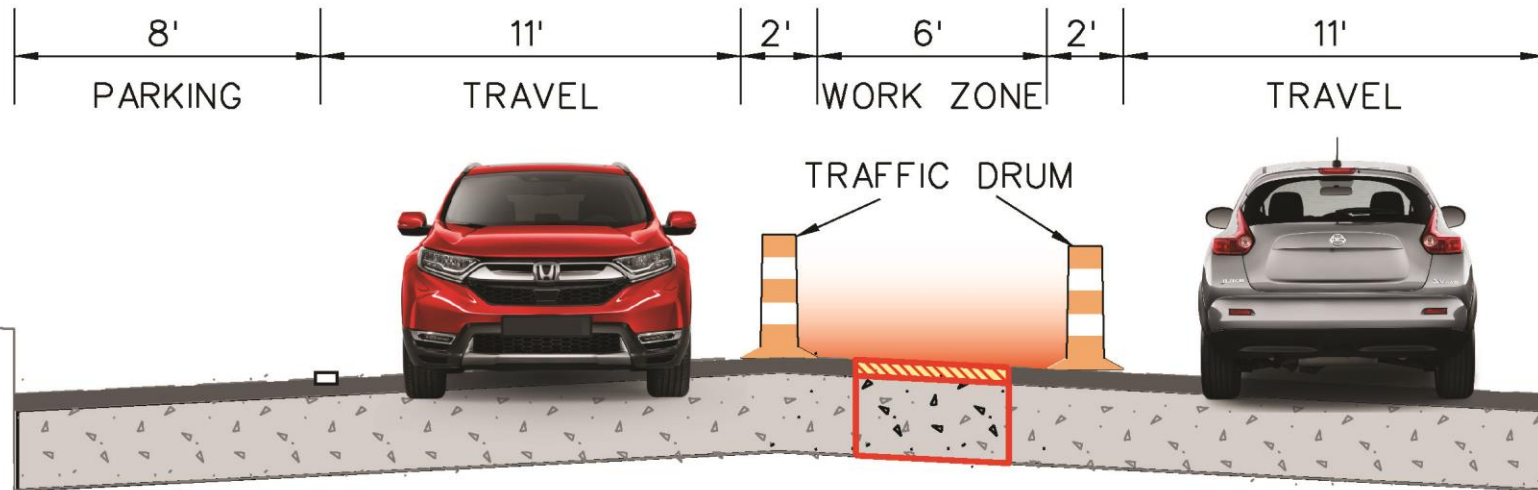 8' 11' 2' 6' 2' 11'
PARKING TRAVEL WORK ZONE TRAVEL
TRAFFIC DRUM